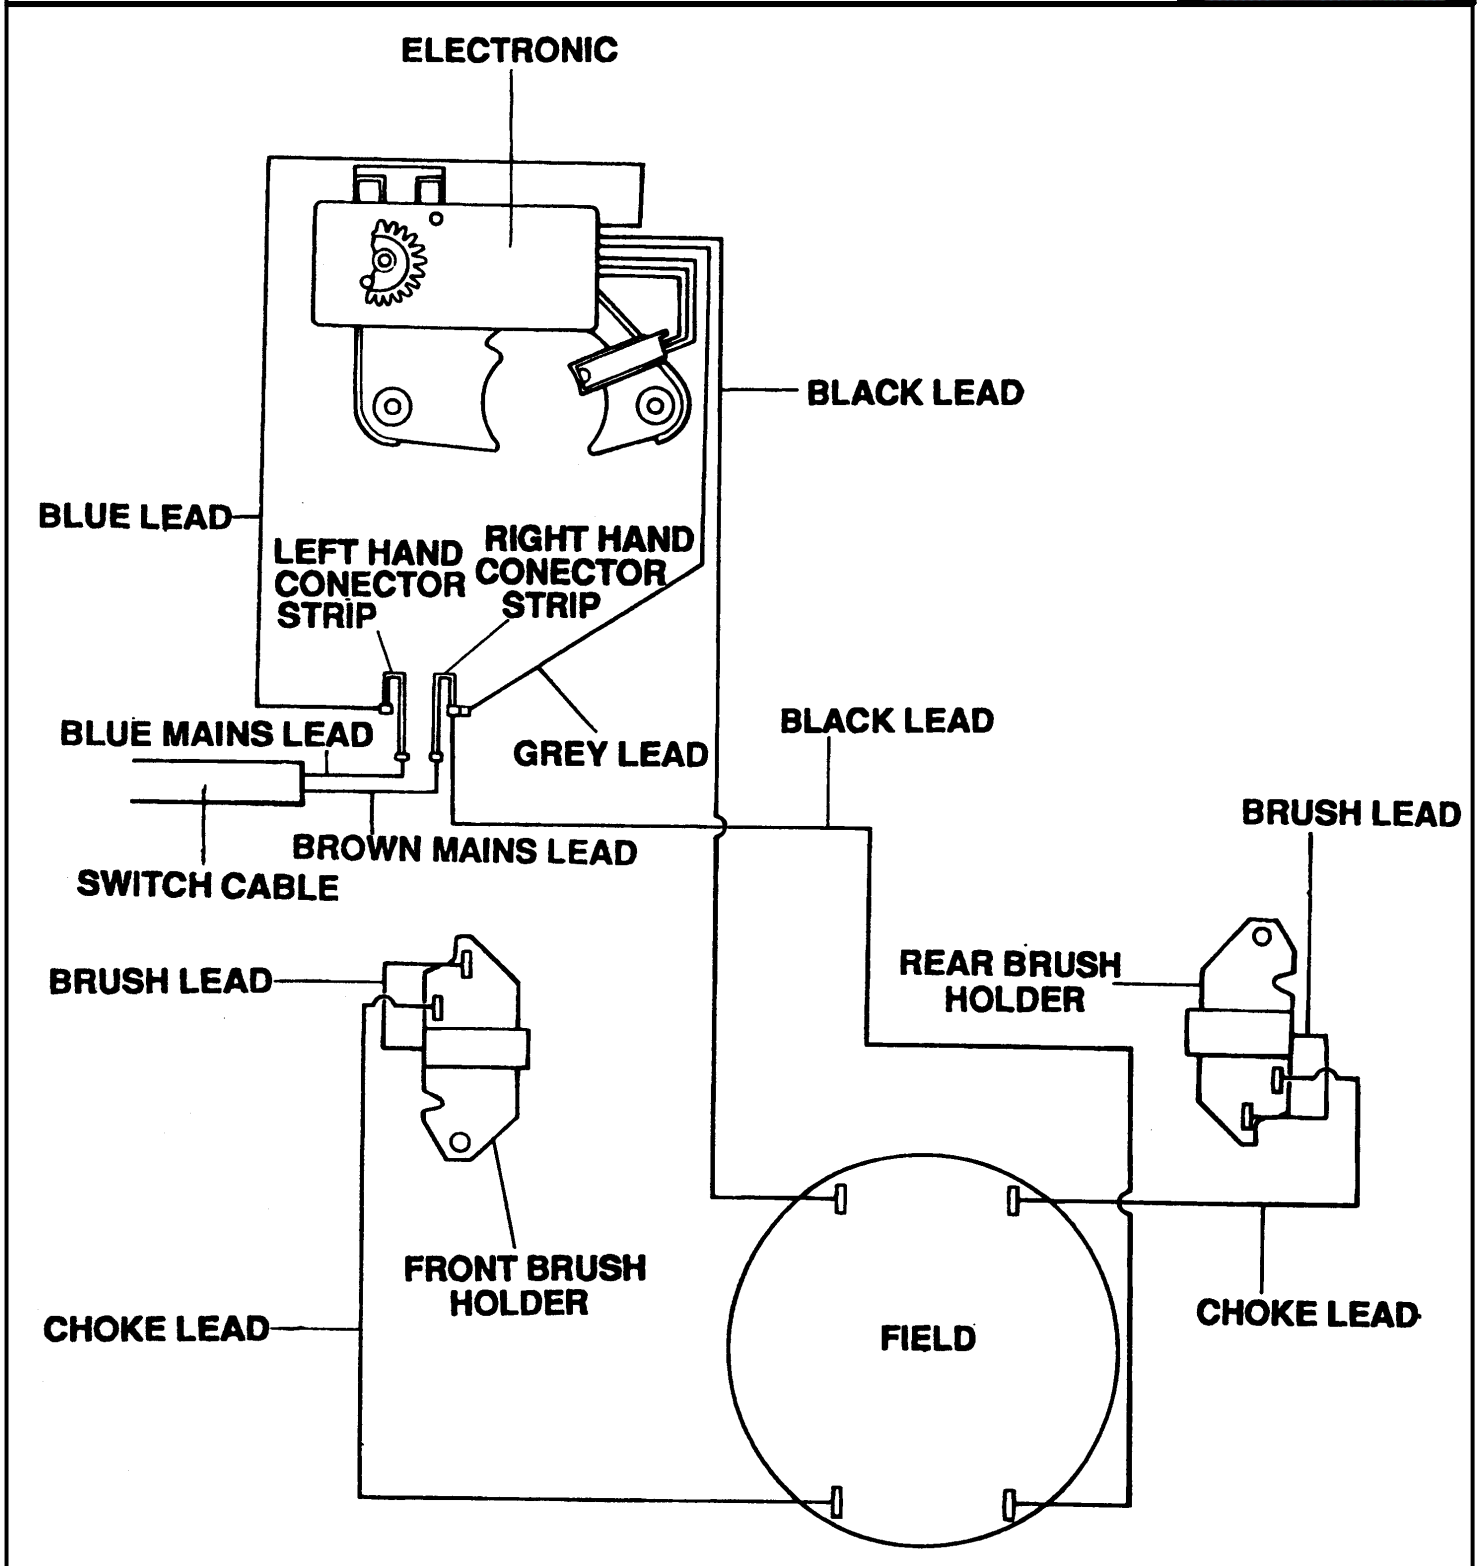 ELECTRONIC
BLACK LEAD
BLUE LEAD
LEFT HAND
CONECTOR
STRIP
RIGHT HAND
CONECTOR
STRIP
BLUE MAINS LEAD
GREY LEAD
BLACK LEAD
BROWN MAINS LEAD
SWITCH CABLE
BRUSH LEAD
BRUSH LEAD
REAR BRUSH
HOLDER
FRONT BRUSH
HOLDER
CHOKE LEAD
FIELD
CHOKE LEAD